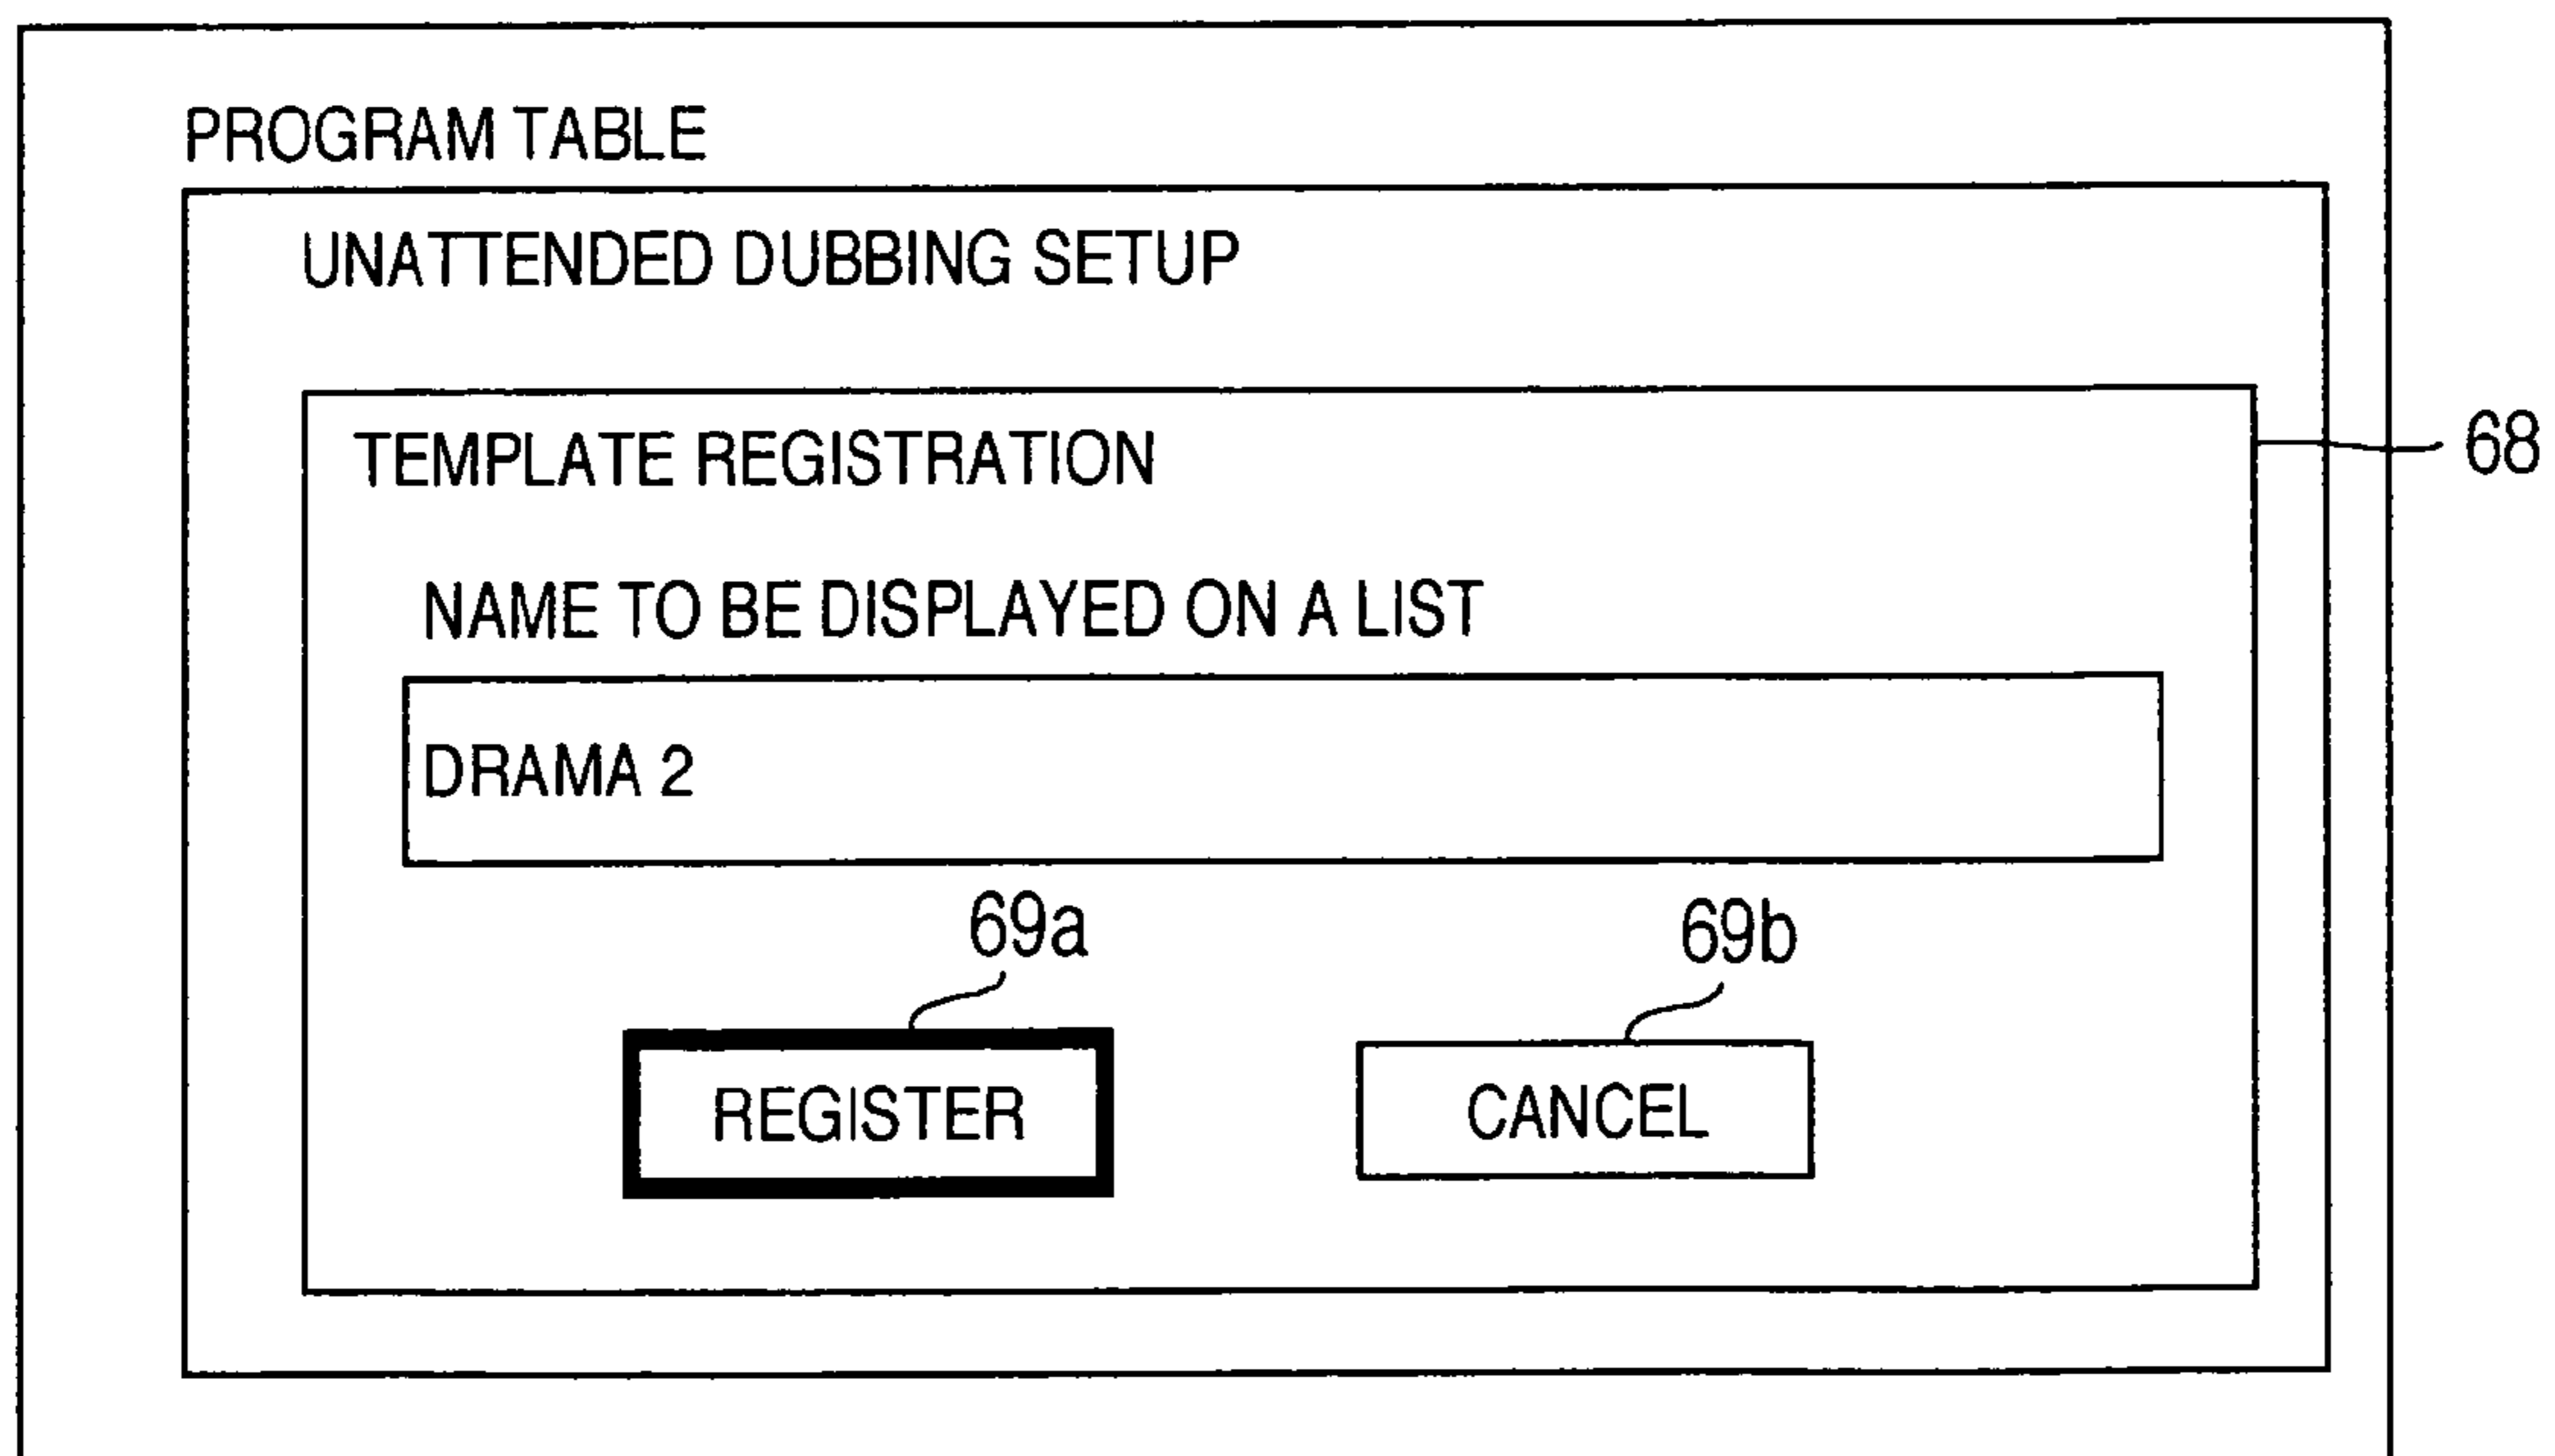 PROGRAM TABLE
UNATTENDED DUBBING SETUP
TEMPLATE REGISTRATION
68
NAME TO BE DISPLAYED ON A LIST
DRAMA 2
69a
69b
REGISTER
CANCEL